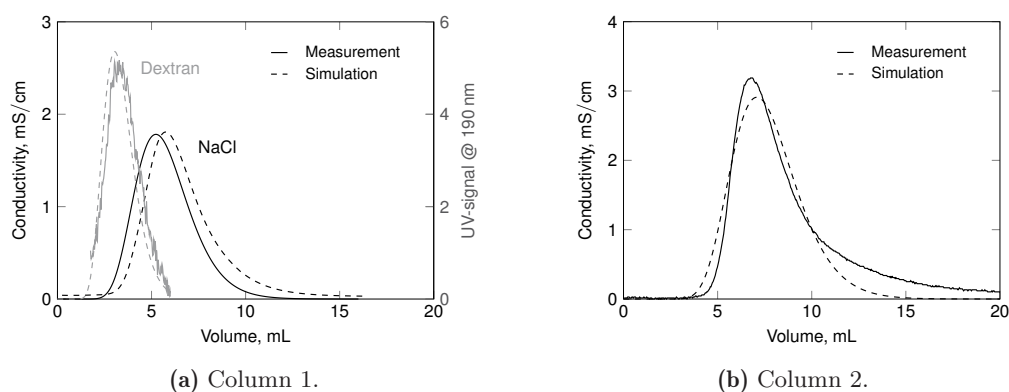 3
2
1
0
Conductivity, mS/cm
0
5
10
15
20
Volume, mL
6
4
2
0
UV-signal @ 190 nm
Dextran
NaCl
Measurement
Simulation
(a) Column 1.
4
3
2
1
0
Conductivity, mS/cm
0
5
10
15
20
Volume, mL
Measurement
Simulation
(b) Column 2.